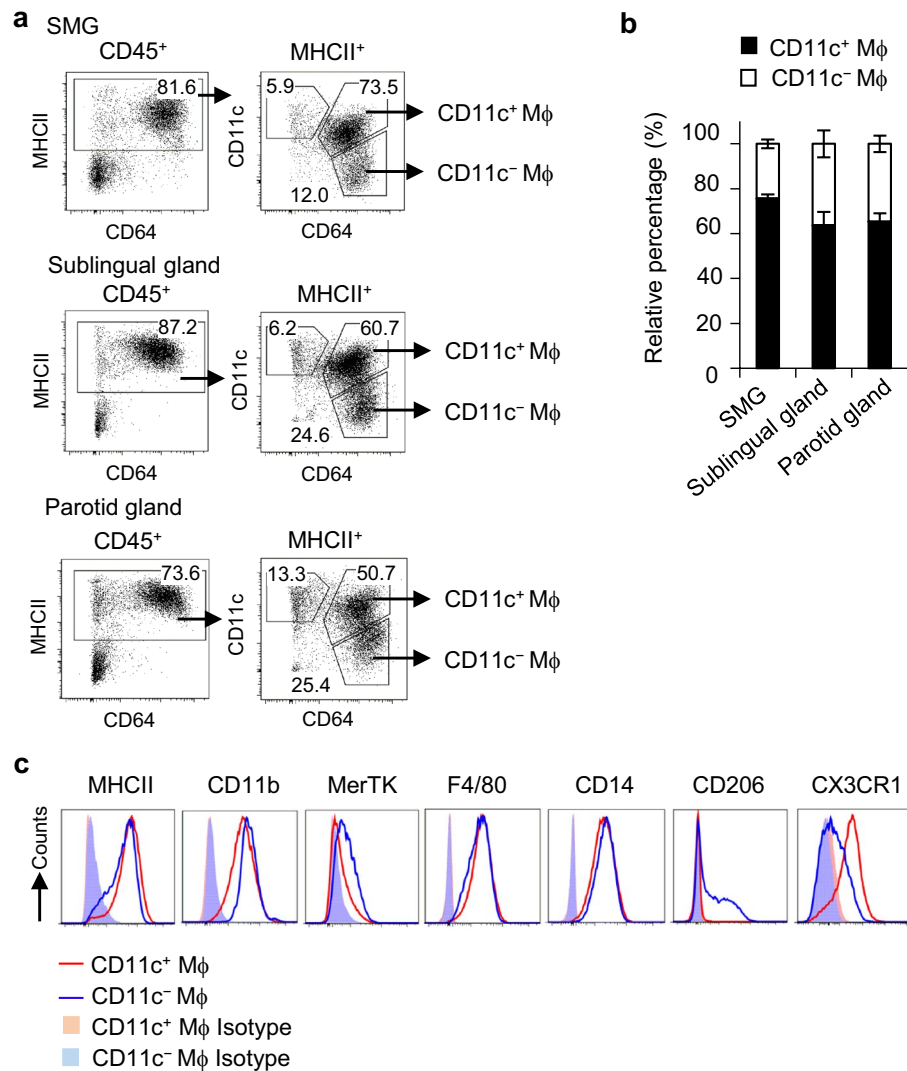 a
SMG
CD45⁺
MHCII⁺
81.6
5.9
73.5
12.0
MHCII
CD64
CD11c
CD64
CD11c⁺ Mϕ
CD11c⁻ Mϕ
Sublingual gland
CD45⁺
MHCII⁺
87.2
6.2
60.7
24.6
MHCII
CD64
CD11c
CD64
CD11c⁺ Mϕ
CD11c⁻ Mϕ
Parotid gland
CD45⁺
MHCII⁺
73.6
13.3
50.7
25.4
MHCII
CD64
CD11c
CD64
CD11c⁺ Mϕ
CD11c⁻ Mϕ
b
CD11c⁺ Mϕ
CD11c⁻ Mϕ
Relative percentage (%)
100
80
60
40
20
0
SMG
Sublingual gland
Parotid gland
c
MHCII
CD11b
MerTK
F4/80
CD14
CD206
CX3CR1
Counts
CD11c⁺ Mϕ
CD11c⁻ Mϕ
CD11c⁺ Mϕ Isotype
CD11c⁻ Mϕ Isotype